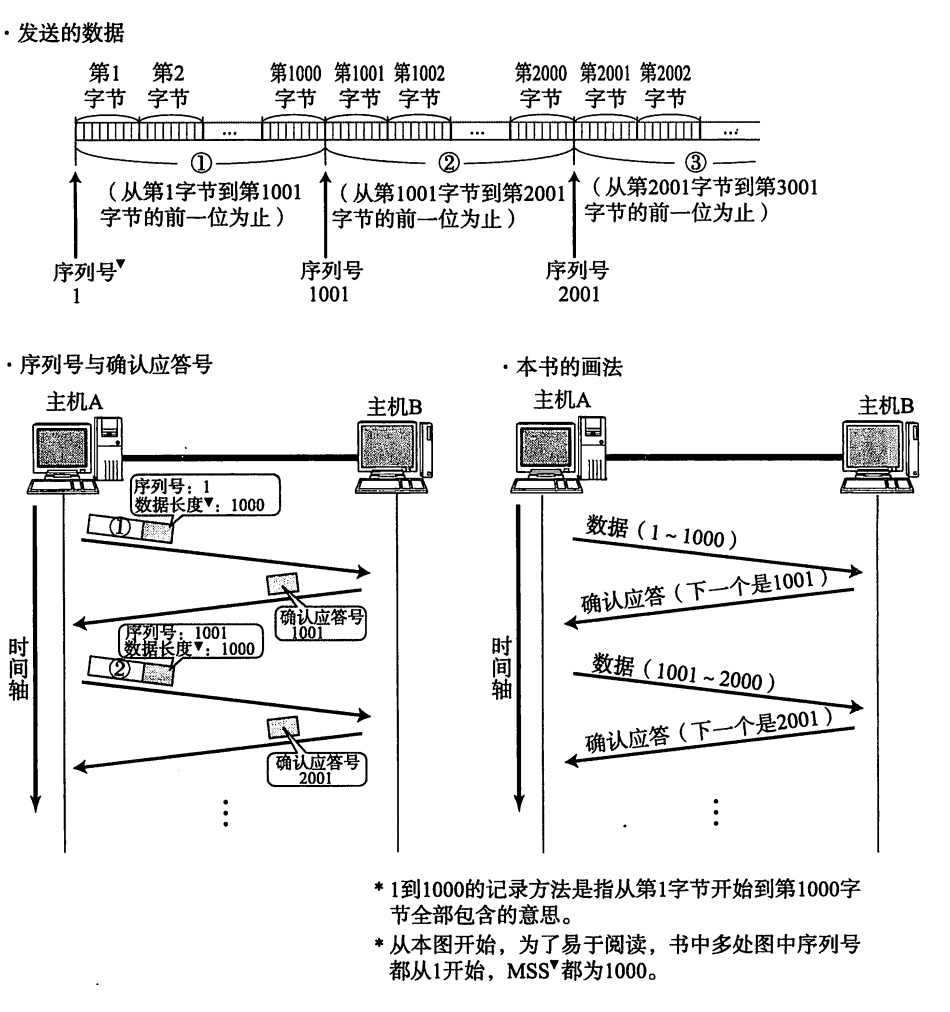 ·发送的数据
第1 第2 第1000 第1001 第1002 第2000 第2001 第2002
字节 字节 字节 字节 字节 字节 字节 字节
… … …
① ② ③
（从第1字节到第1001
字节的前一位为止）
（从第1001字节到第2001
字节的前一位为止）
（从第2001字节到第3001
字节的前一位为止）
序列号▼
1
序列号
1001
序列号
2001
·序列号与确认应答号
主机A
主机B
序列号：1
数据长度▼：1000
①
确认应答号
1001
序列号：1001
数据长度▼：1000
②
确认应答号
2001
时间轴
⋮
·本书的画法
主机A
主机B
数据（1~1000）
确认应答（下一个是1001）
数据（1001~2000）
确认应答（下一个是2001）
时间轴
⋮
* 1到1000的记录方法是指从第1字节开始到第1000字
节全部包含的意思。
* 从本图开始，为了易于阅读，书中多处图中序列号
都从1开始，MSS▼都为1000。